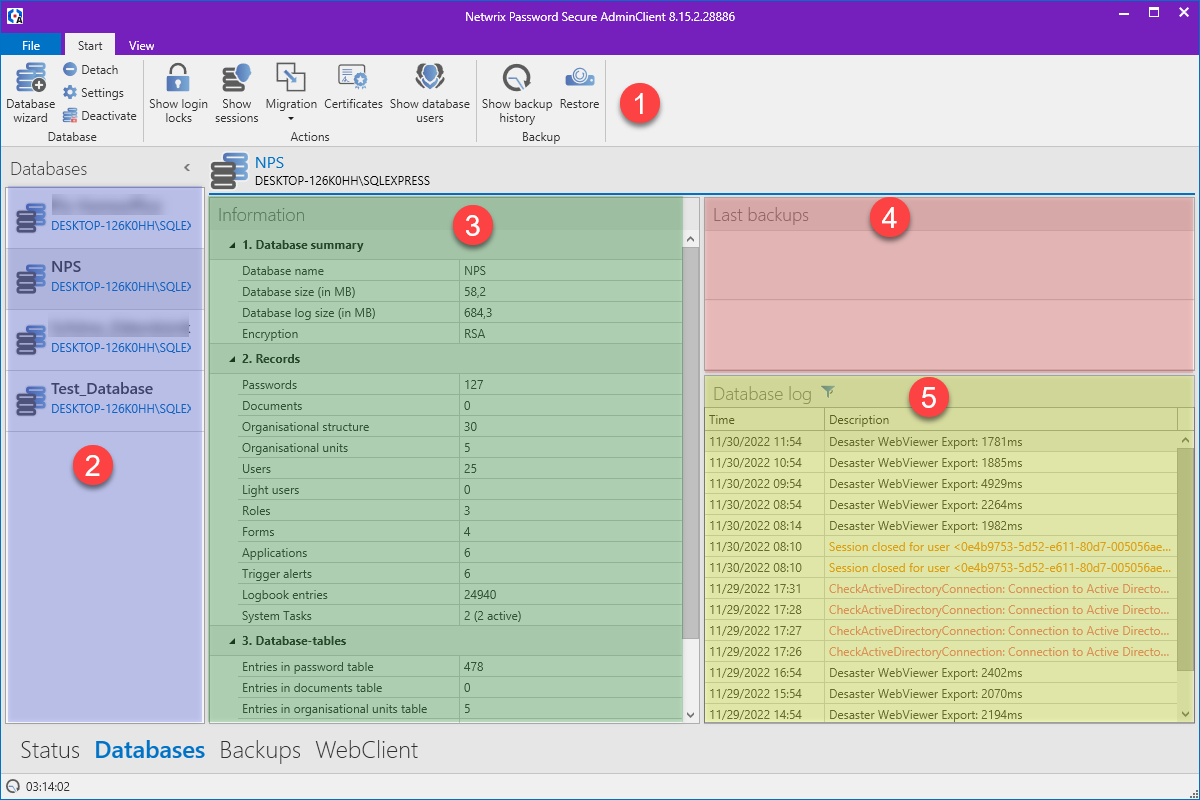 Netwrix Password Secure AdminClient 8.15.2.28886
File Start View
Database wizard
Detach
Settings
Deactivate
Database
Show login locks
Show sessions
Migration
Certificates
Show database users
Actions
Show backup history
Restore
Backup
1
Databases
DESKTOP-126K0HH\SQLEX
NPS
DESKTOP-126K0HH\SQLEX
DESKTOP-126K0HH\SQLEX
Test_Database
DESKTOP-126K0HH\SQLEX
2
NPS
DESKTOP-126K0HH\SQLEXPRESS
Information
3
1. Database summary
Database name NPS
Database size (in MB) 58,2
Database log size (in MB) 684,3
Encryption RSA
2. Records
Passwords 127
Documents 0
Organisational structure 30
Organisational units 5
Users 25
Light users 0
Roles 3
Forms 4
Applications 6
Trigger alerts 6
Logbook entries 24940
System Tasks 2 (2 active)
3. Database-tables
Entries in password table 478
Entries in documents table 0
Entries in organisational units table 5
Last backups
4
Database log
5
Time Description
11/30/2022 11:54 Desaster WebViewer Export: 1781ms
11/30/2022 10:54 Desaster WebViewer Export: 1885ms
11/30/2022 09:54 Desaster WebViewer Export: 4929ms
11/30/2022 08:54 Desaster WebViewer Export: 2264ms
11/30/2022 08:14 Desaster WebViewer Export: 1982ms
11/30/2022 08:10 Session closed for user <0e4b9753-5d52-e611-80d7-005056ae...
11/30/2022 08:10 Session closed for user <0e4b9753-5d52-e611-80d7-005056ae...
11/29/2022 17:31 CheckActiveDirectoryConnection: Connection to Active Directo...
11/29/2022 17:28 CheckActiveDirectoryConnection: Connection to Active Directo...
11/29/2022 17:27 CheckActiveDirectoryConnection: Connection to Active Directo...
11/29/2022 17:26 CheckActiveDirectoryConnection: Connection to Active Directo...
11/29/2022 16:54 Desaster WebViewer Export: 2402ms
11/29/2022 15:54 Desaster WebViewer Export: 2070ms
11/29/2022 14:54 Desaster WebViewer Export: 2194ms
Status Databases Backups WebClient
03:14:02